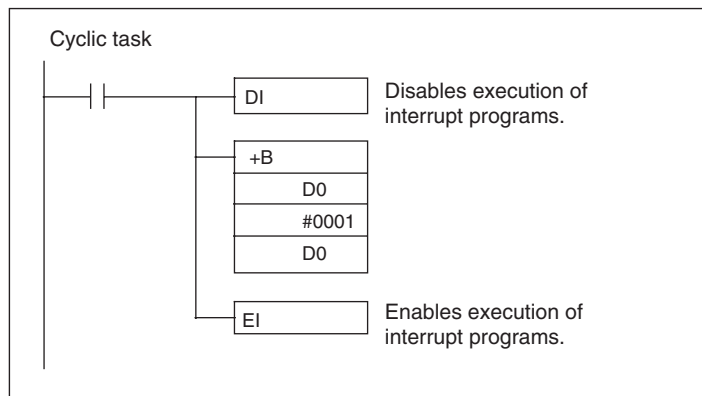 Cyclic task
DI
Disables execution of
interrupt programs.
+B
D0
#0001
D0
EI
Enables execution of
interrupt programs.